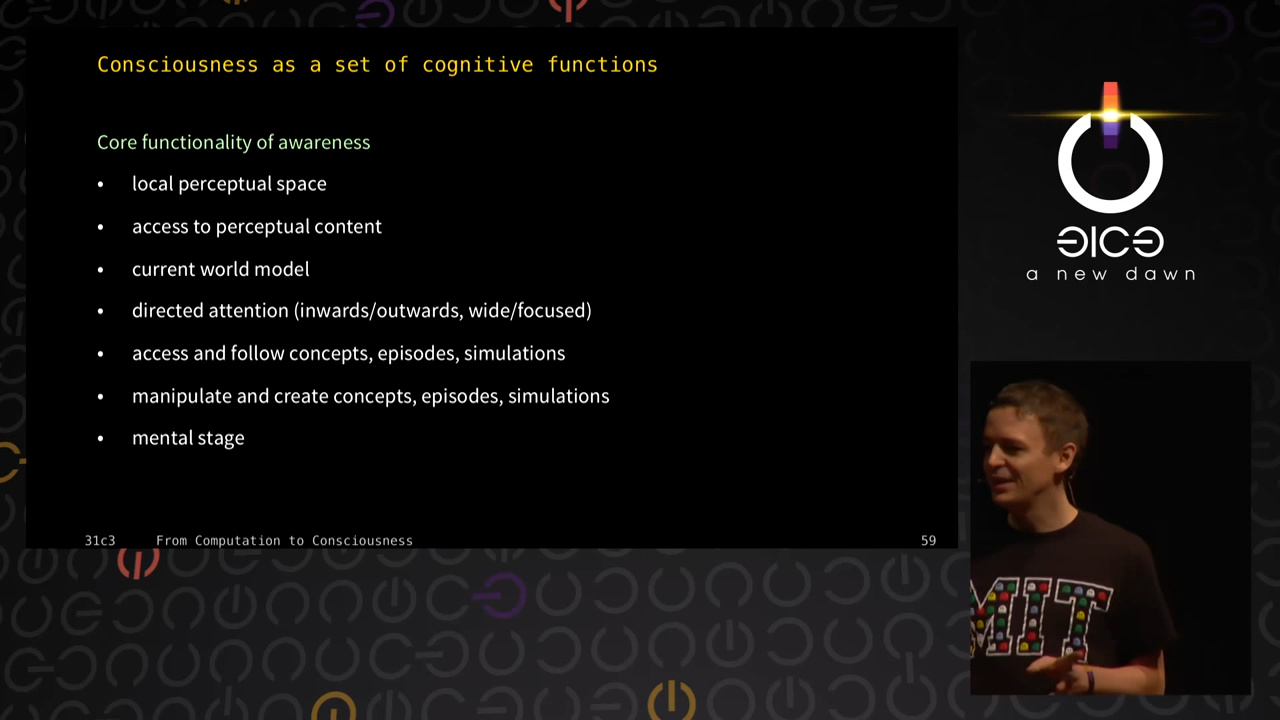 Consciousness as a set of cognitive functions
Core functionality of awareness
• local perceptual space
• access to perceptual content
• current world model
• directed attention (inwards/outwards, wide/focused)
• access and follow concepts, episodes, simulations
• manipulate and create concepts, episodes, simulations
• mental stage
31c3 From Computation to Consciousness 59
a new dawn
MIT